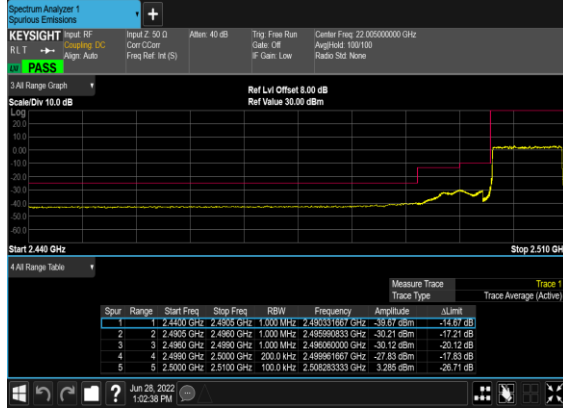 Spectrum Analyzer 1
Spurious Emissions
KEYSIGHT Input: RF Input Z: 50 Ω Atten: 40 dB Trig: Free Run Center Freq: 22.005000000 GHz
RLT Coupling: DC Corr CCorr Gate: Off Avg|Hold: 100/100
Align: Auto Freq Ref: Int (S) IF Gain: Low Radio Std: None
PASS
3 All Range Graph
Ref Lvl Offset 8.00 dB
Scale/Div 10.0 dB Ref Value 30.00 dBm
Log
20.0
10.0
0.00
-10.0
-20.0
-30.0
-40.0
-50.0
-60.0
Start 2.440 GHz Stop 2.510 GH
4 All Range Table
Measure Trace Trace 1
Trace Type Trace Average (Active)
Spur Range Start Freq Stop Freq RBW Frequency Amplitude ΔLimit
1 1 2.4400 GHz 2.4905 GHz 1.000 MHz 2.490331667 GHz -39.67 dBm -14.67 dB
2 2 2.4905 GHz 2.4960 GHz 1.000 MHz 2.495990833 GHz -30.21 dBm -17.21 dB
3 3 2.4960 GHz 2.4990 GHz 1.000 MHz 2.496060000 GHz -30.12 dBm -20.12 dB
4 4 2.4990 GHz 2.5000 GHz 200.0 kHz 2.499961667 GHz -27.83 dBm -17.83 dB
5 5 2.5000 GHz 2.5100 GHz 100.0 kHz 2.508283333 GHz 3.285 dBm -26.71 dB
? Jun 28, 2022
1:02:38 PM